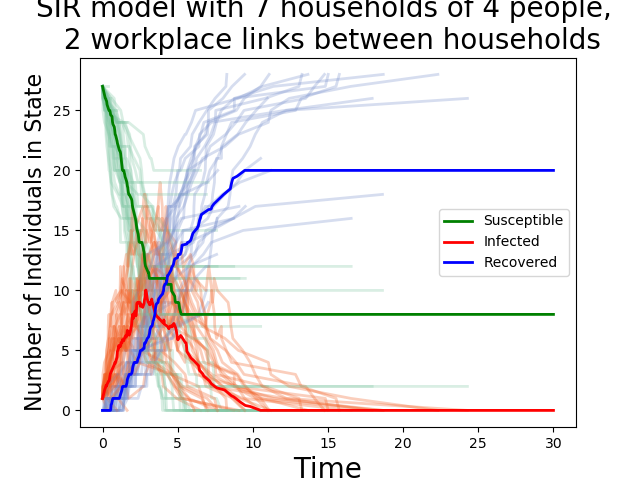 SIR model with 7 households of 4 people,
2 workplace links between households
Number of Individuals in State
25
20
15
10
5
0
Susceptible
Infected
Recovered
0 5 10 15 20 25 30
Time